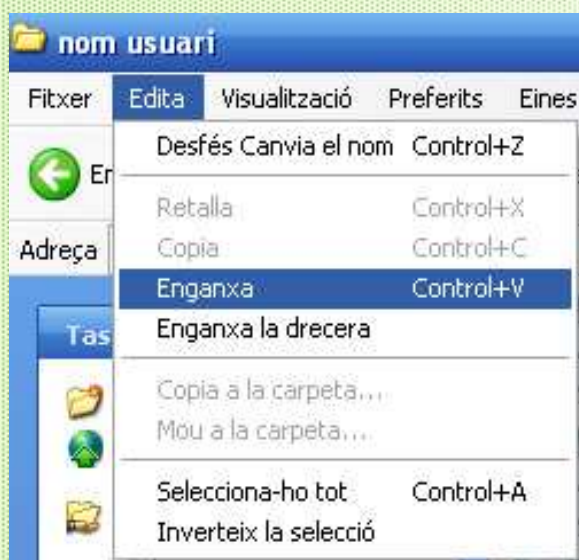 nom usuari
Fitxer Edita Visualització Preferits Eines
Desfés Canvia el nom Control+Z
Retalla Control+X
Adreça Copia Control+C
Enganxa Control+V
Enganxa la drecera
Copia a la carpeta...
Mou a la carpeta...
Selecciona-ho tot Control+A
Inverteix la selecció